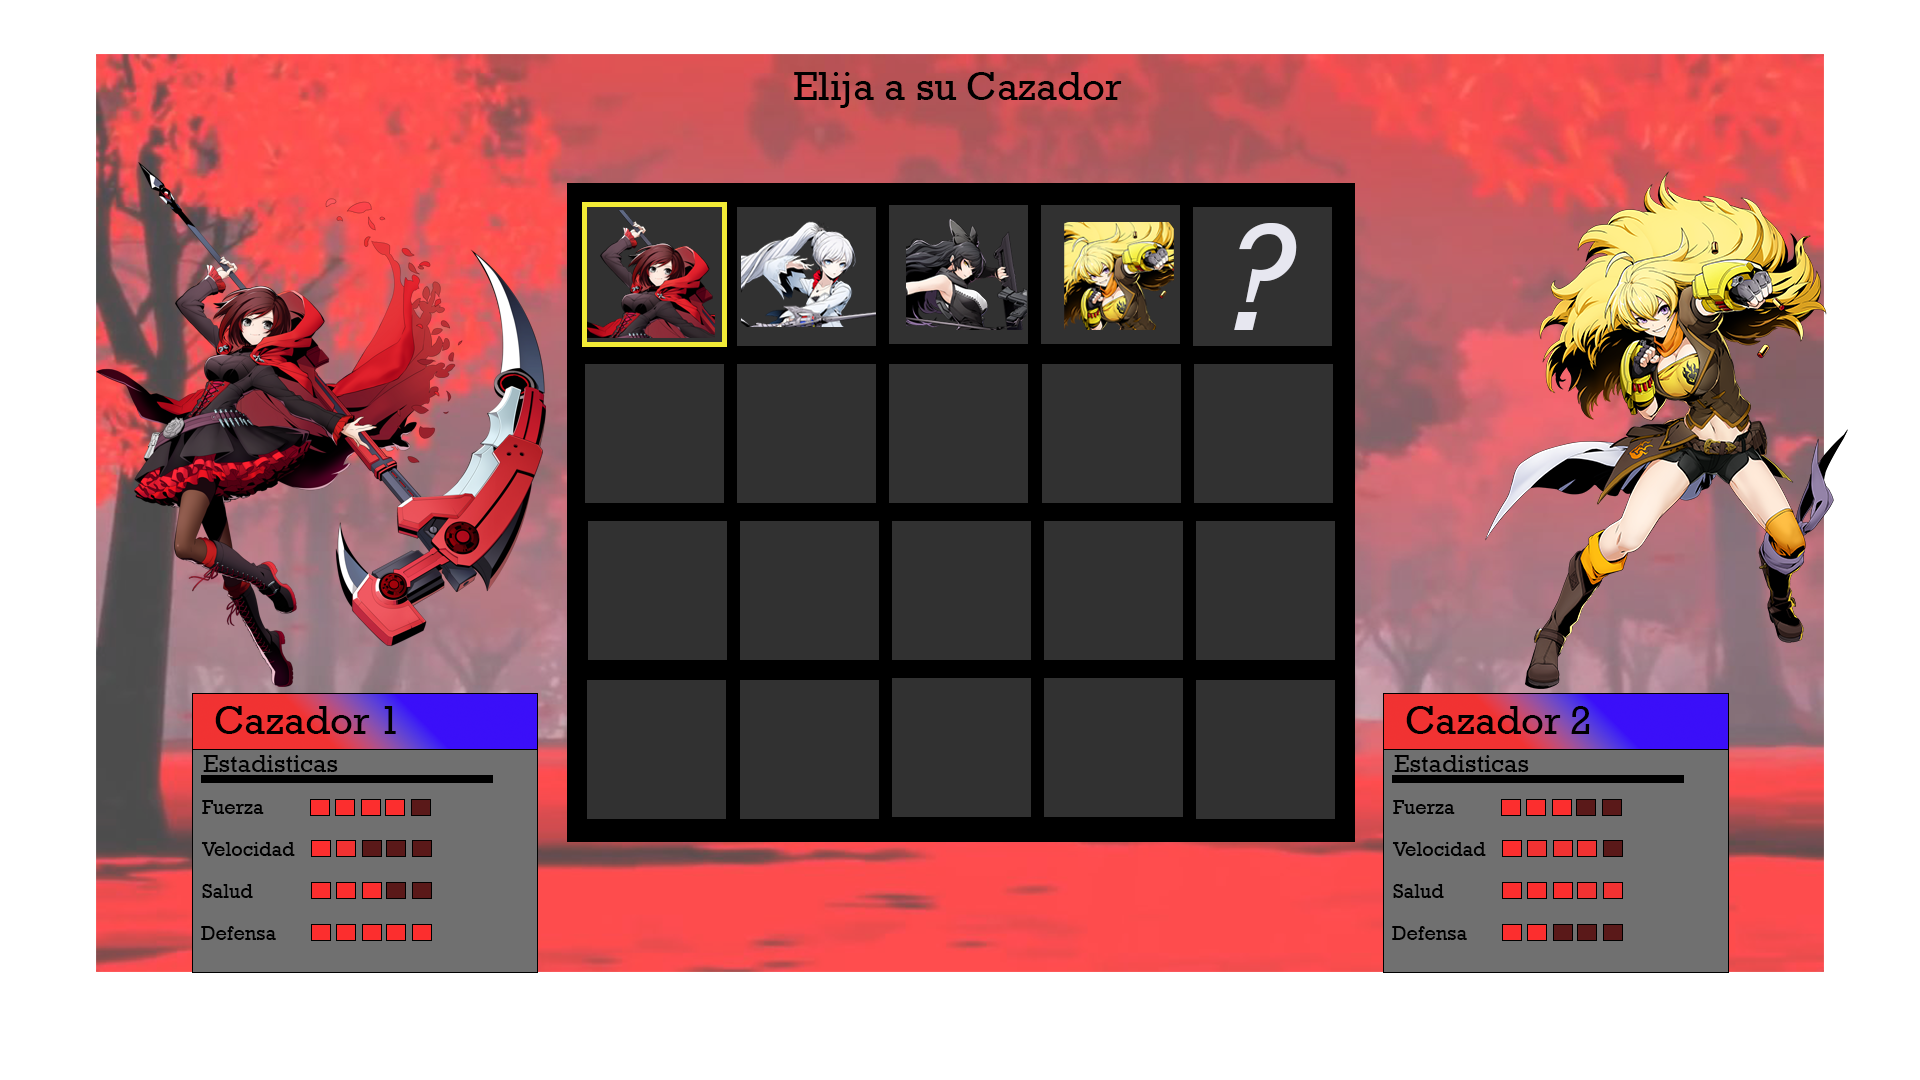 Elija a su Cazador
?
Cazador 1
Estadisticas
Fuerza
Velocidad
Salud
Defensa
Cazador 2
Estadisticas
Fuerza
Velocidad
Salud
Defensa